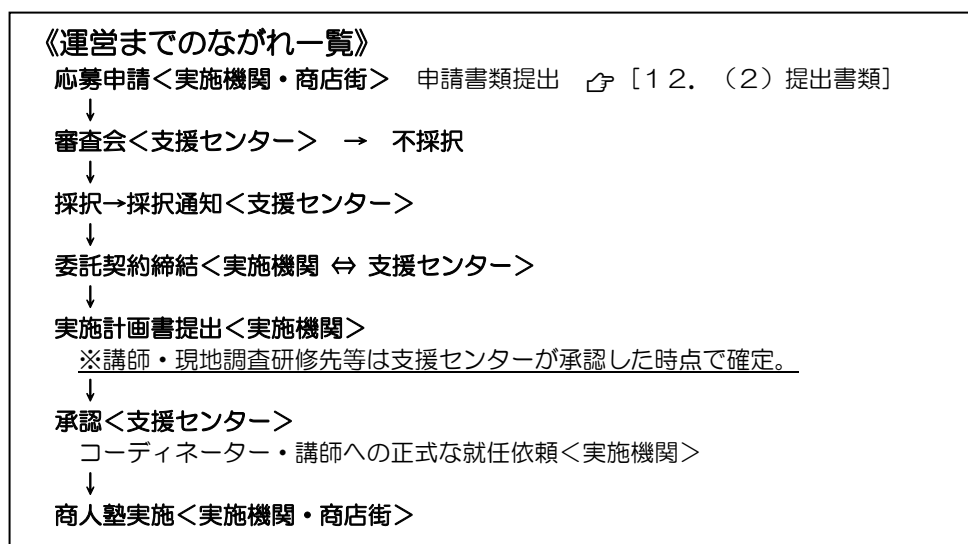 《運営までのながれ一覧》
応募申請＜実施機関・商店街＞　申請書類提出　☞［１２．（２）提出書類］
↓
審査会＜支援センター＞　→　不採択
↓
採択→採択通知＜支援センター＞
↓
委託契約締結＜実施機関 ⇔ 支援センター＞
↓
実施計画書提出＜実施機関＞
※講師・現地調査研修先等は支援センターが承認した時点で確定。
↓
承認＜支援センター＞
コーディネーター・講師への正式な就任依頼＜実施機関＞
↓
商人塾実施＜実施機関・商店街＞